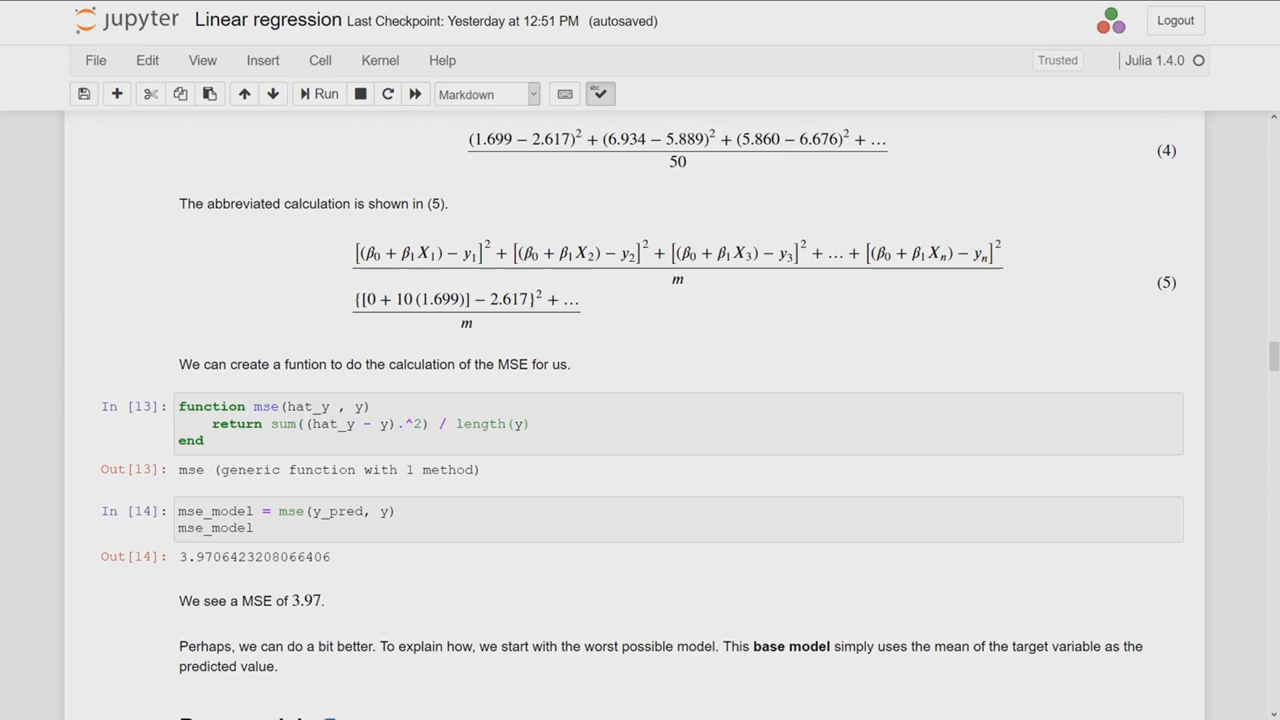 jupyter Linear regression Last Checkpoint: Yesterday at 12:51 PM (autosaved) Logout
File Edit View Insert Cell Kernel Help Trusted Julia 1.4.0
Run Markdown
(1.699 − 2.617)² + (6.934 − 5.889)² + (5.860 − 6.676)² + …
50
(4)
The abbreviated calculation is shown in (5).
[(β₀ + β₁X₁) − y₁]² + [(β₀ + β₁X₂) − y₂]² + [(β₀ + β₁X₃) − y₃]² + … + [(β₀ + β₁Xₙ) − yₙ]²
m
(5)
{[0 + 10 (1.699)] − 2.617}² + …
m
We can create a funtion to do the calculation of the MSE for us.
In [13]: function mse(hat_y , y)
return sum((hat_y - y).^2) / length(y)
end
Out[13]: mse (generic function with 1 method)
In [14]: mse_model = mse(y_pred, y)
mse_model
Out[14]: 3.9706423208066406
We see a MSE of 3.97.
Perhaps, we can do a bit better. To explain how, we start with the worst possible model. This base model simply uses the mean of the target variable as the
predicted value.